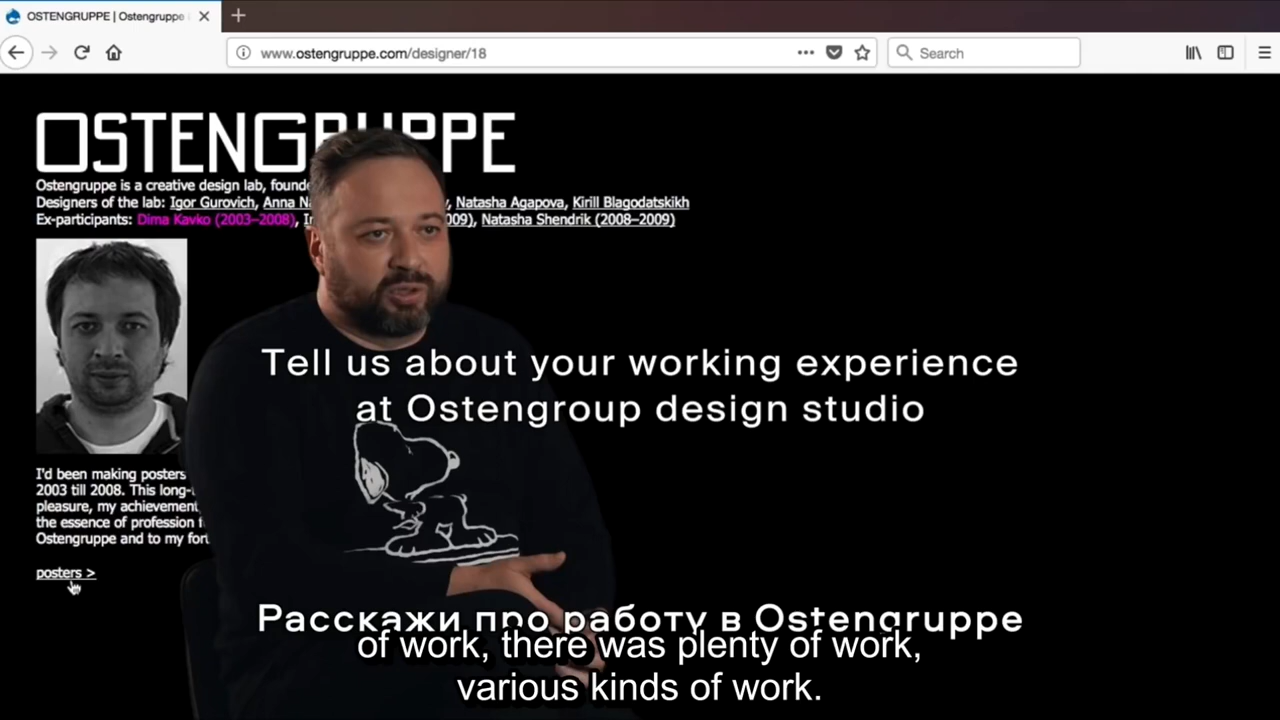 OSTENGRUPPE | Ostengruppe
www.ostengruppe.com/designer/18
Search
OSTENGRUPPE
Ostengruppe is a creative design lab,
Designers of the lab: Igor Gurovich, Anna Natasha Agapova, Kirill Blagodatskikh
Ex-participants: Dima Kavko (2003–2008), Natasha Shendrik (2008–2009)
Tell us about your working experience
at Ostengroup design studio
I'd been making posters
2003 till 2008. This
pleasure, my achievement
the essence of profession
Ostengruppe and to my
posters >
Расскажи про работу в Ostengruppe
of work, there was plenty of work,
various kinds of work.